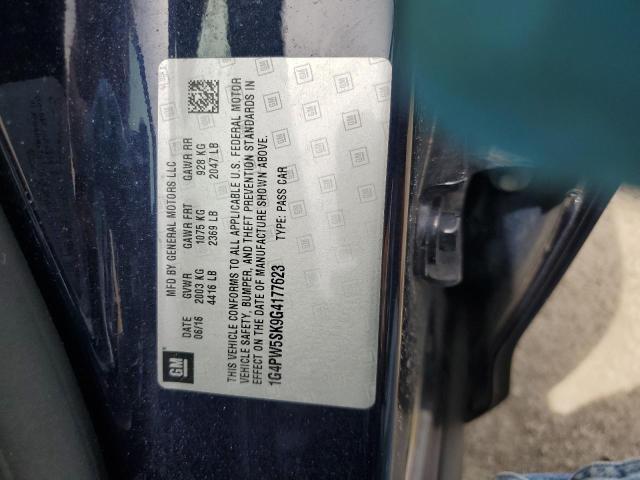 GM
MFD BY GENERAL MOTORS LLC
DATE GVWR GAWR FRT GAWR RR
06/16 2003 KG 1075 KG 928 KG
4416 LB 2369 LB 2047 LB
THIS VEHICLE CONFORMS TO ALL APPLICABLE U.S. FEDERAL MOTOR
VEHICLE SAFETY, BUMPER, AND THEFT PREVENTION STANDARDS IN
EFFECT ON THE DATE OF MANUFACTURE SHOWN ABOVE.
1G4PW5SK9G4177623 TYPE: PASS CAR